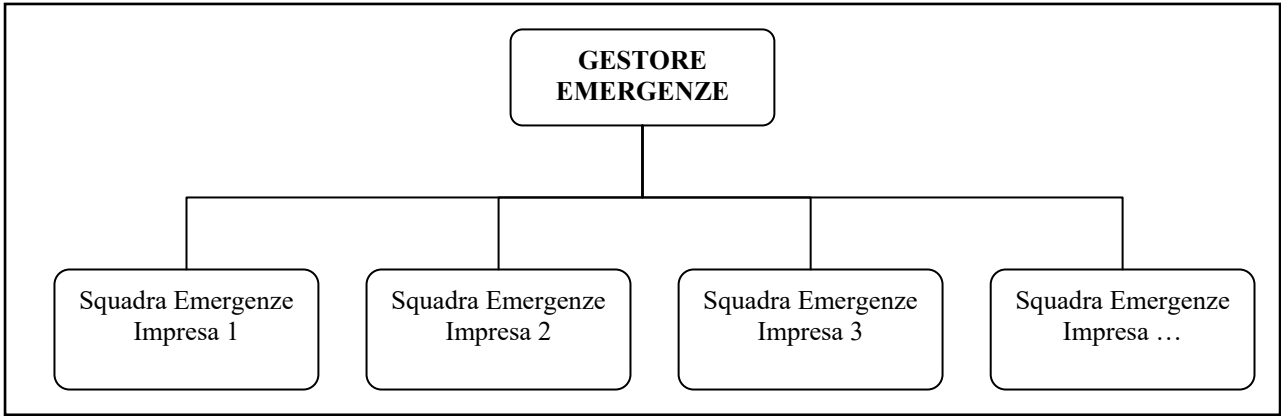 GESTORE
EMERGENZE
Squadra Emergenze
Impresa 1
Squadra Emergenze
Impresa 2
Squadra Emergenze
Impresa 3
Squadra Emergenze
Impresa …